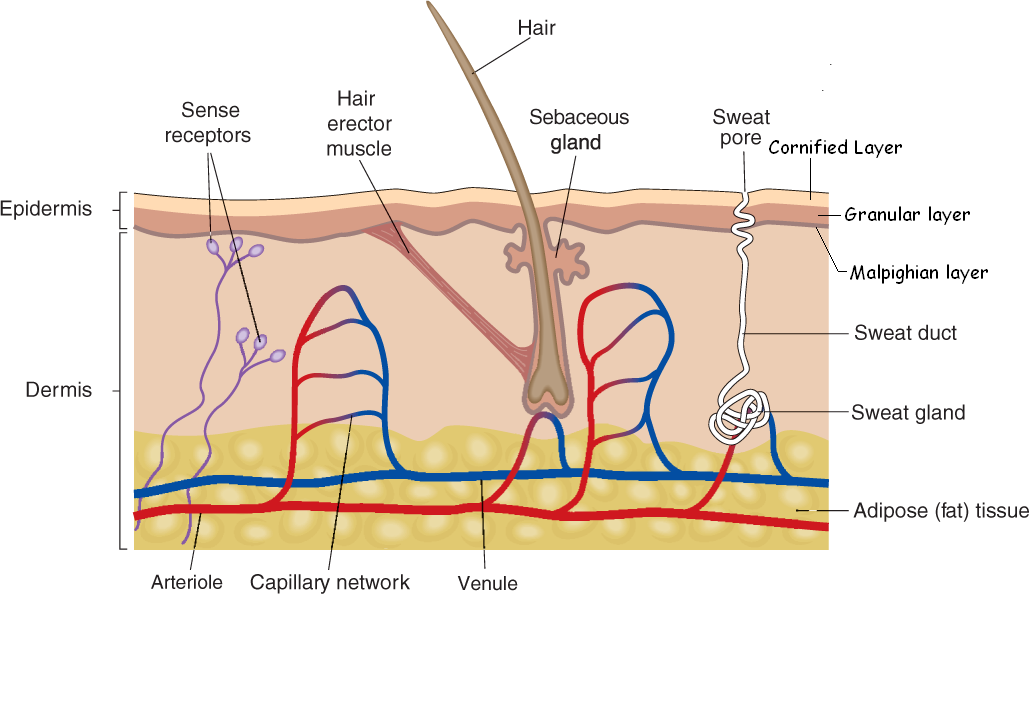 Hair
Sense
receptors
Hair
erector
muscle
Sebaceous
gland
Sweat
pore
Cornified Layer
Epidermis
Granular layer
Malpighian layer
Sweat duct
Dermis
Sweat gland
Adipose (fat) tissue
Arteriole
Capillary network
Venule